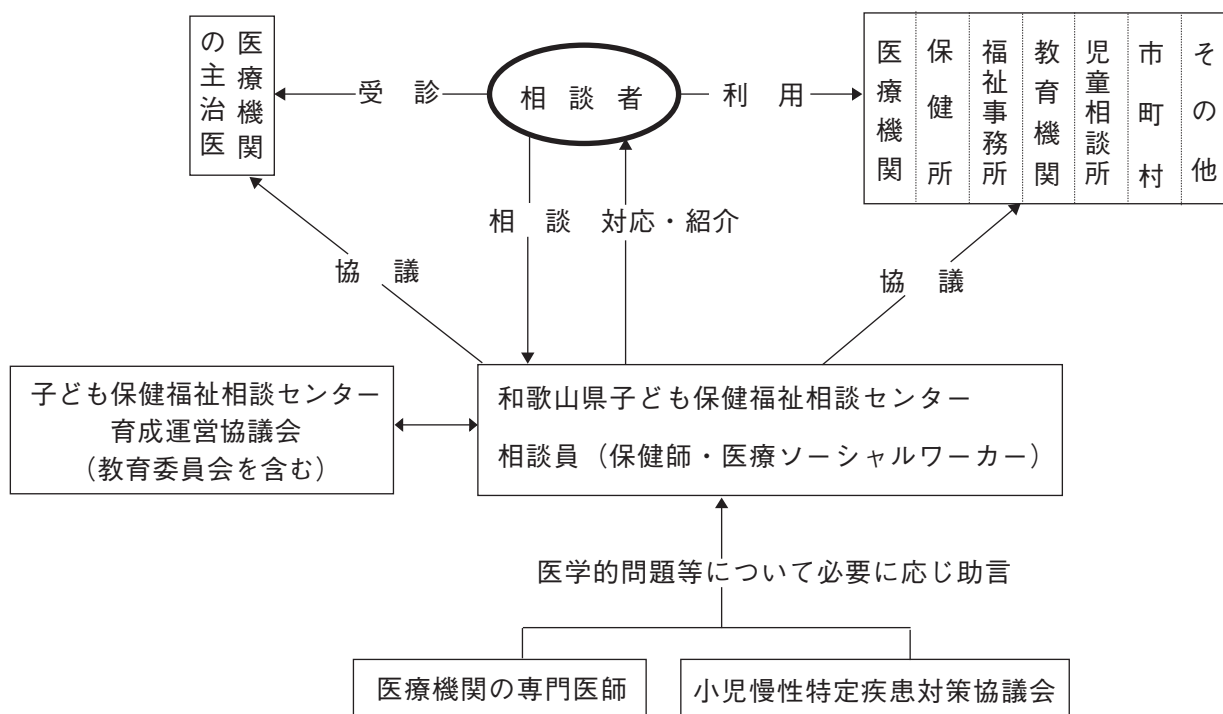 医療機関
の主治医
受　診
相　談　者
利　用
医療機関
保健所
福祉事務所
教育機関
児童相談所
市町村
その他
相　談
対応・紹介
協　議
協　議
子ども保健福祉相談センター
育成運営協議会
（教育委員会を含む）
和歌山県子ども保健福祉相談センター
相談員（保健師・医療ソーシャルワーカー）
医学的問題等について必要に応じ助言
医療機関の専門医師
小児慢性特定疾患対策協議会